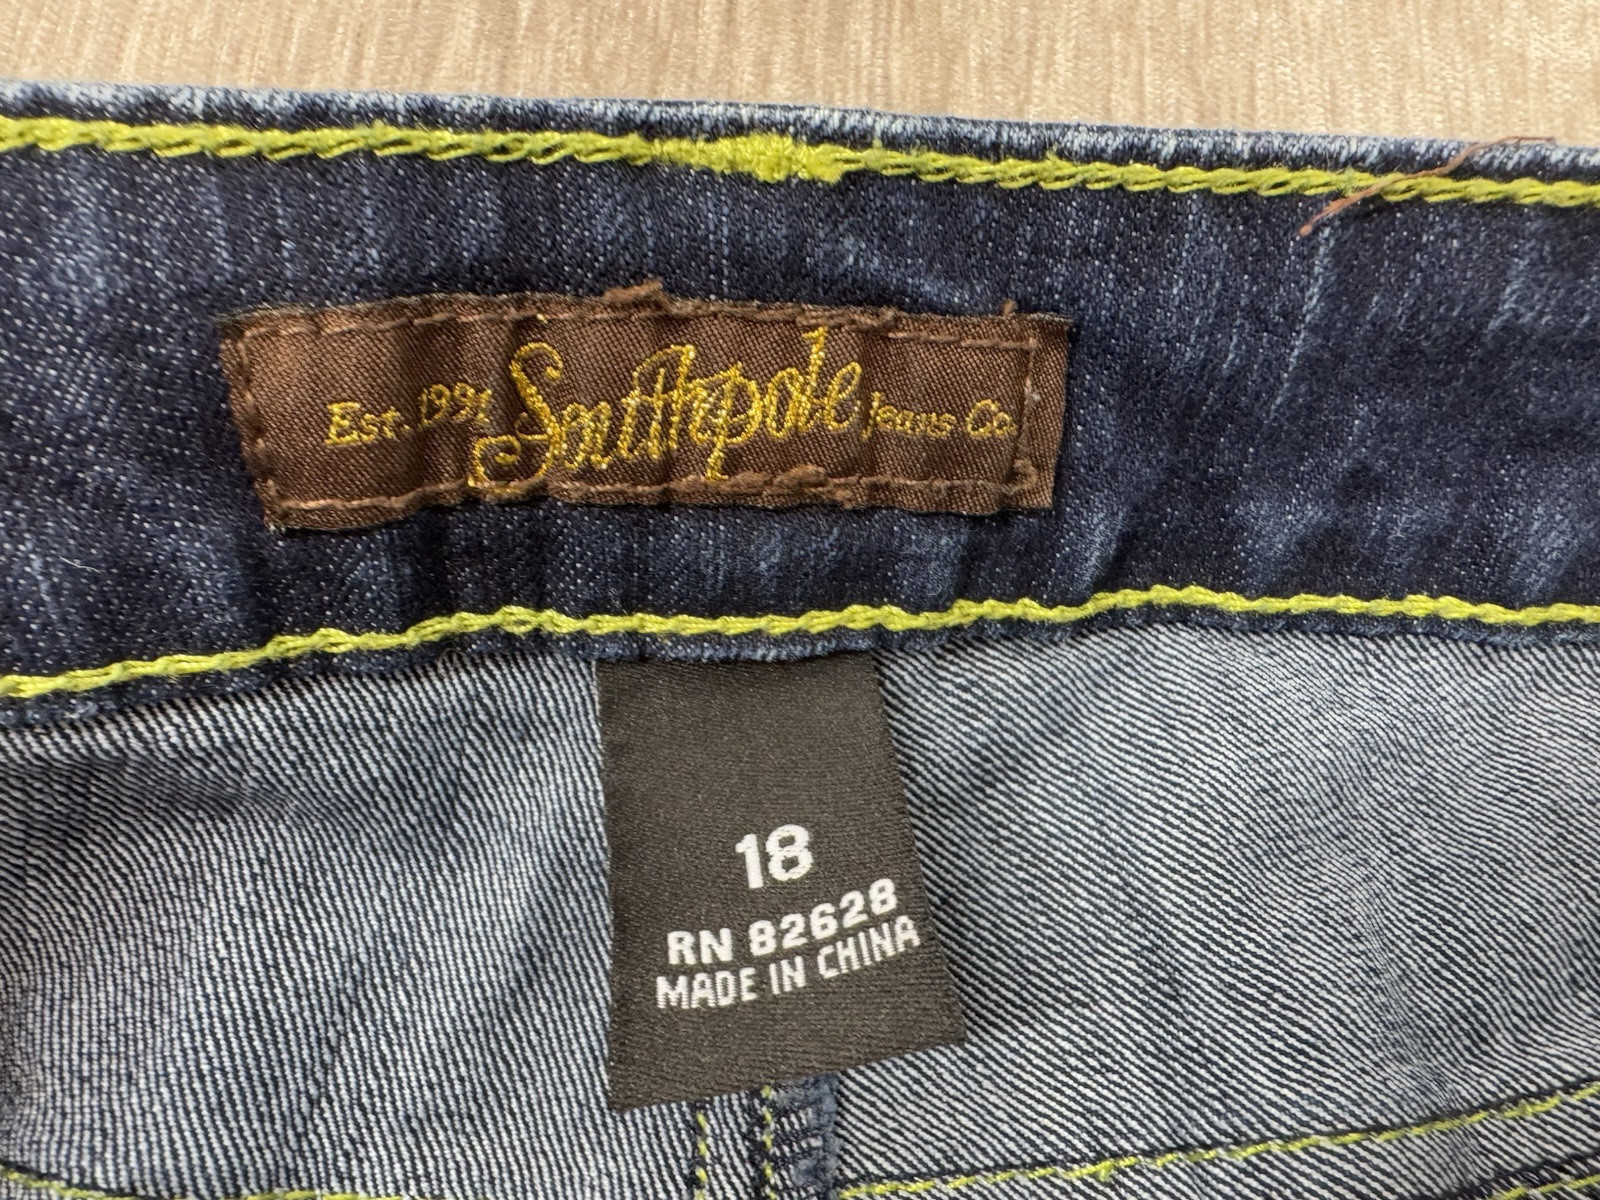 Est. 1991 Southpole Jeans Co.
18
RN 82628
MADE IN CHINA